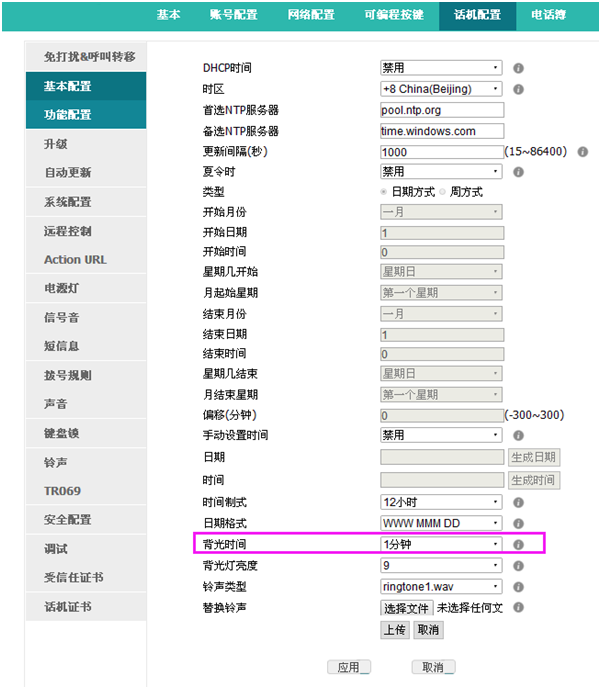 基本 账号配置 网络配置 可编程按键 话机配置 电话簿
免打扰&呼叫转移
基本配置
功能配置
升级
自动更新
系统配置
远程控制
Action URL
电源灯
信号音
短信息
拨号规则
声音
键盘锁
铃声
TR069
安全配置
调试
受信任证书
话机证书
DHCP时间 禁用
时区 +8 China(Beijing)
首选NTP服务器 pool.ntp.org
备选NTP服务器 time.windows.com
更新间隔(秒) 1000 (15~86400)
夏令时 禁用
类型 日期方式 周方式
开始月份 一月
开始日期 1
开始时间 0
星期几开始 星期日
月起始星期 第一个星期
结束月份 一月
结束日期 1
结束时间 0
星期几结束 星期日
月结束星期 第一个星期
偏移(分钟) 0 (-300~300)
手动设置时间 禁用
日期 生成日期
时间 生成时间
时间制式 12小时
日期格式 WWW MMM DD
背光时间 1分钟
背光灯亮度 9
铃声类型 ringtone1.wav
替换铃声 选择文件 未选择任何文
上传 取消
应用 取消